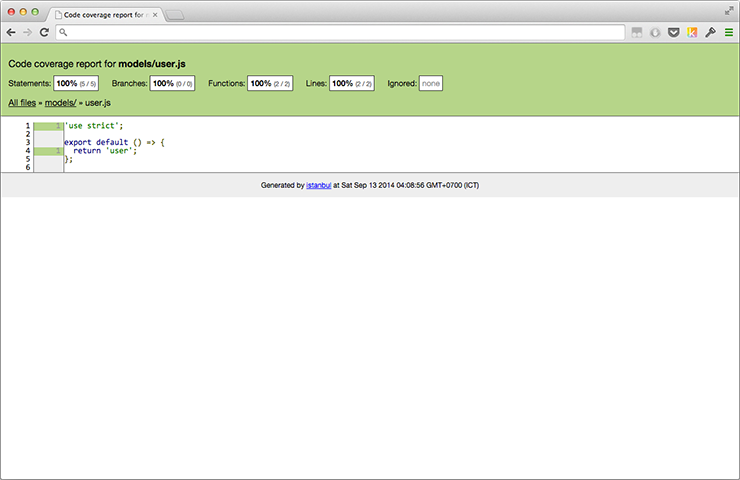 Code coverage report for
Code coverage report for models/user.js
Statements: 100% (5 / 5) Branches: 100% (0 / 0) Functions: 100% (2 / 2) Lines: 100% (2 / 2) Ignored: none
All files » models/ » user.js
1 1 'use strict';
2
3 export default () => {
4 1 return 'user';
5 };
6
Generated by istanbul at Sat Sep 13 2014 04:08:56 GMT+0700 (ICT)